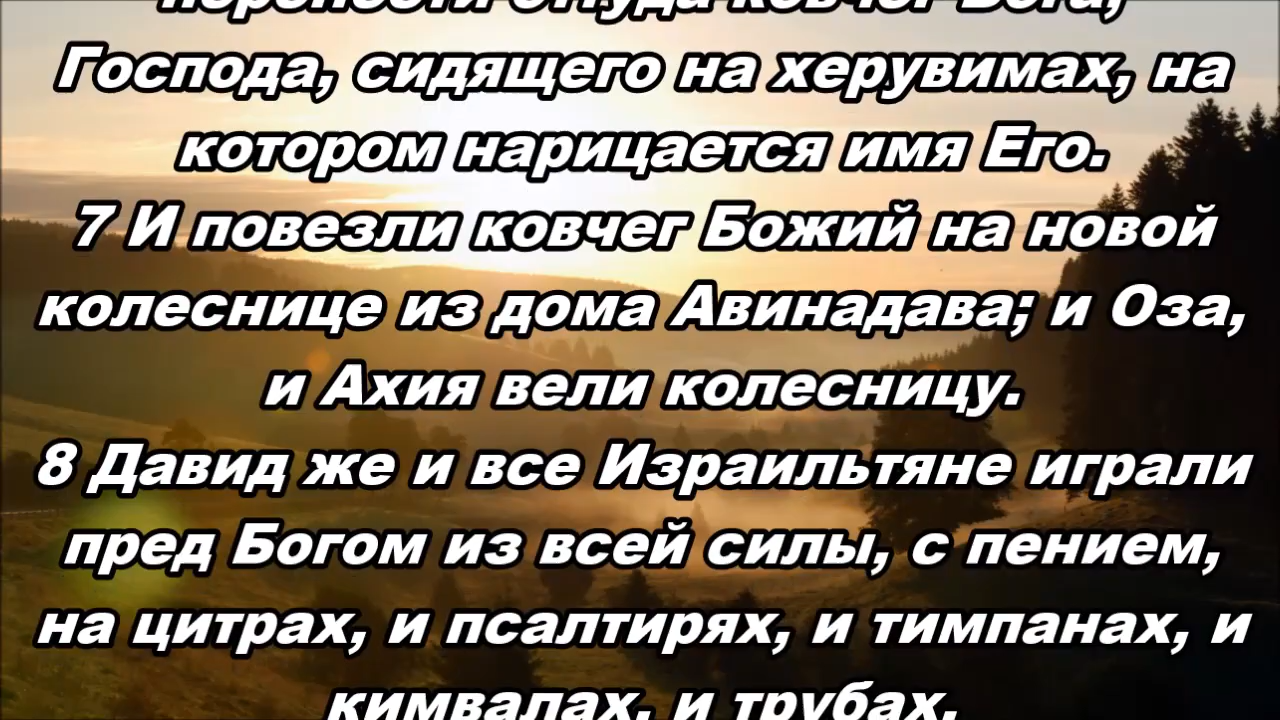 перенести оттуда ковчег Бога,
Господа, сидящего на херувимах, на
котором нарицается имя Его.
7 И повезли ковчег Божий на новой
колеснице из дома Авинадава; и Оза,
и Ахия вели колесницу.
8 Давид же и все Израильтяне играли
пред Богом из всей силы, с пением,
на цитрах, и псалтирях, и тимпанах, и
кимвалах, и трубах.